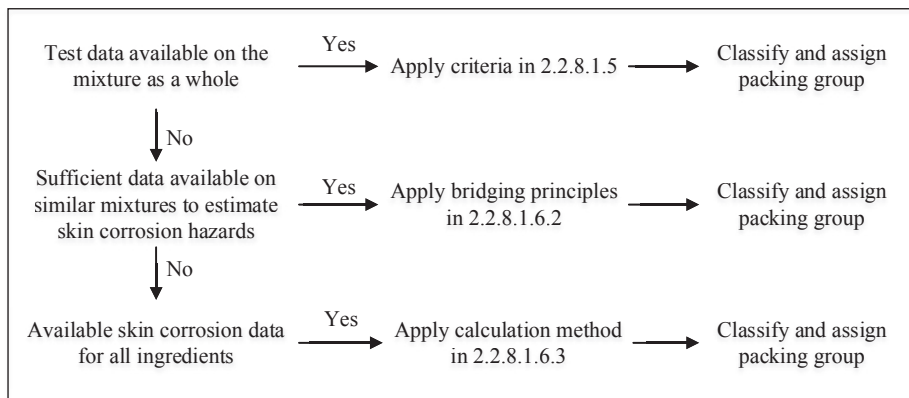 Test data available on the
mixture as a whole
Yes
Apply criteria in 2.2.8.1.5
Classify and assign
packing group
No
Sufficient data available on
similar mixtures to estimate
skin corrosion hazards
Yes
Apply bridging principles
in 2.2.8.1.6.2
Classify and assign
packing group
No
Available skin corrosion data
for all ingredients
Yes
Apply calculation method
in 2.2.8.1.6.3
Classify and assign
packing group